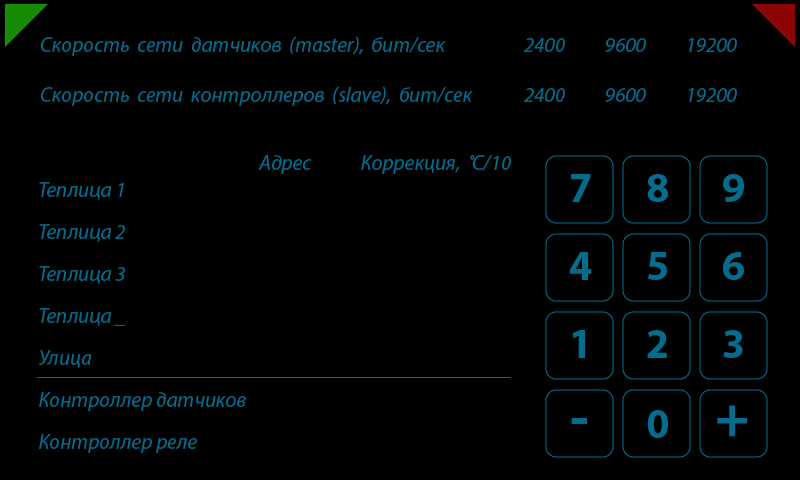 Скорость сети датчиков (master), бит/сек 2400 9600 19200
Скорость сети контроллеров (slave), бит/сек 2400 9600 19200
Адрес Коррекция, °C/10
Теплица 1
Теплица 2
Теплица 3
Теплица _
Улица
Контроллер датчиков
Контроллер реле
7 8 9
4 5 6
1 2 3
- 0 +